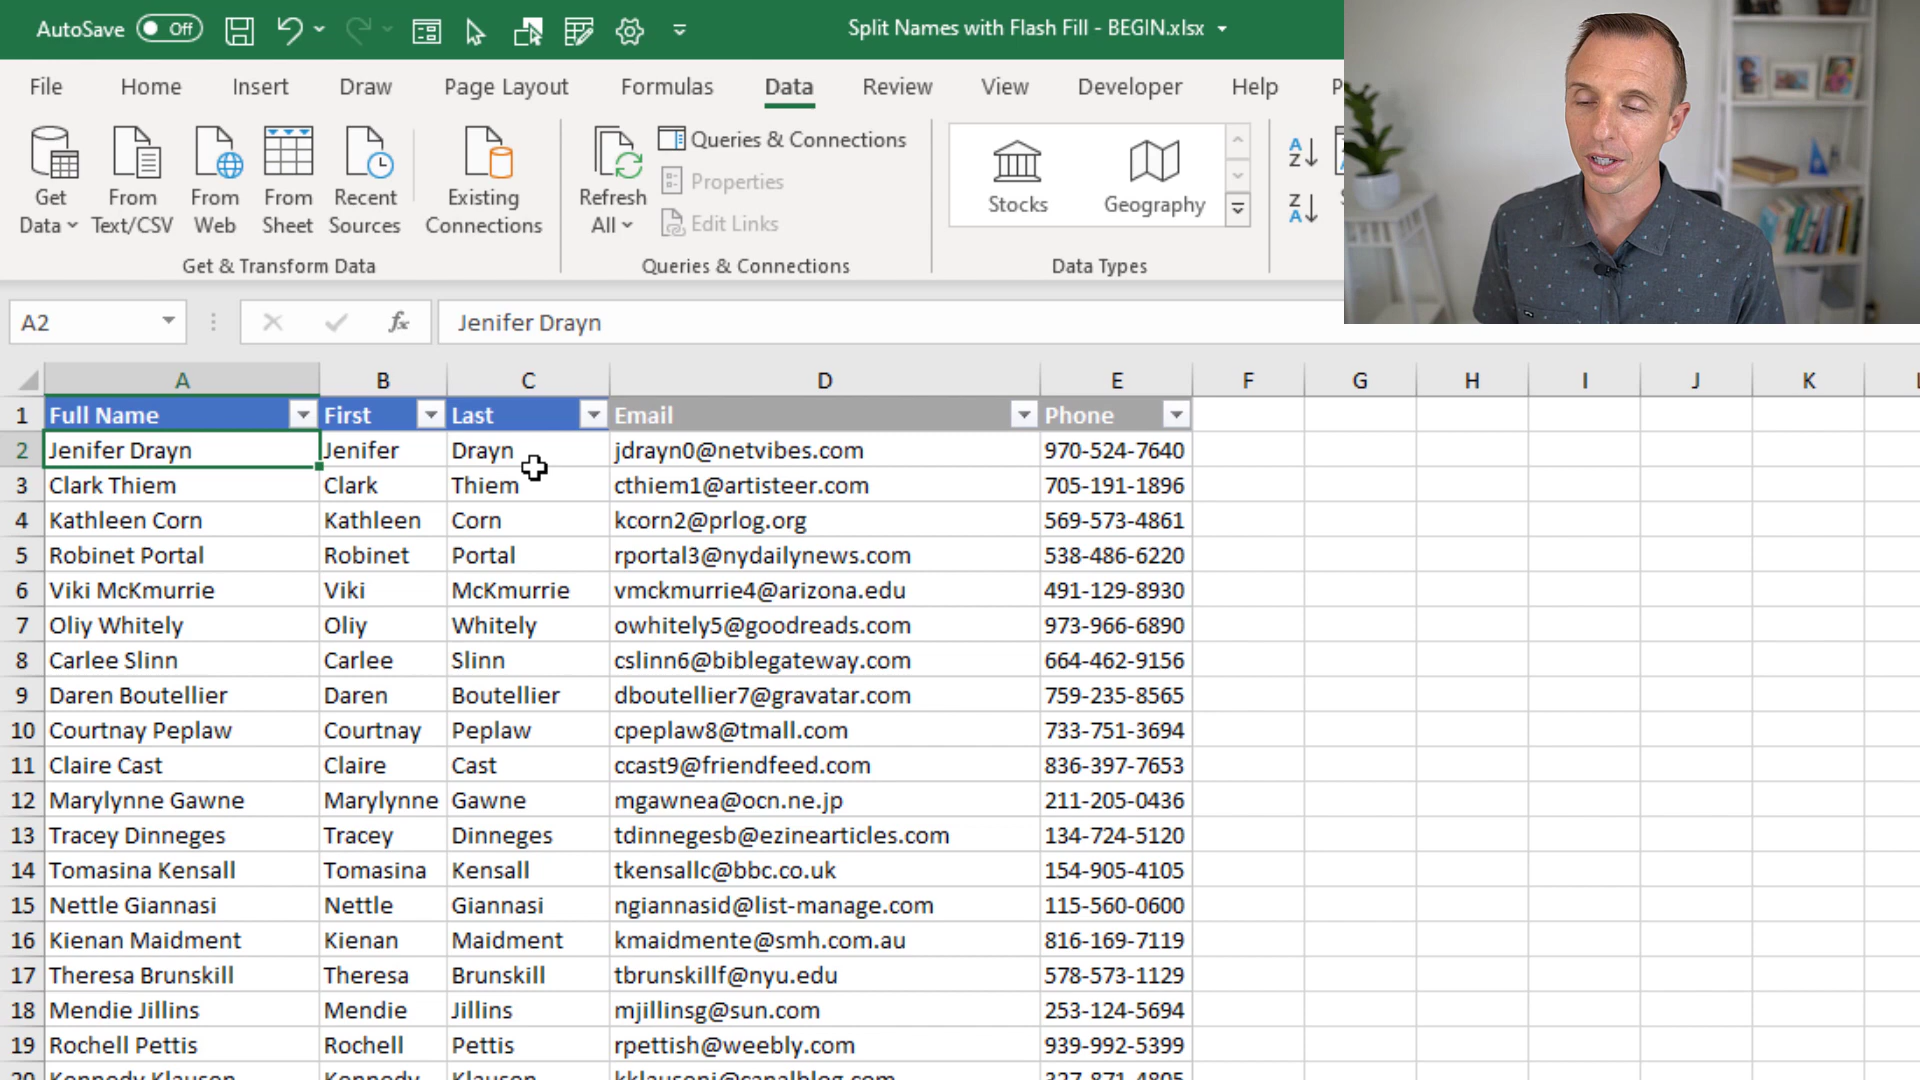 AutoSave Off Split Names with Flash Fill - BEGIN.xlsx
File Home Insert Draw Page Layout Formulas Data Review View Developer Help
Get Data
From Text/CSV
From Web
From Sheet
Recent Sources
Existing Connections
Get & Transform Data
Refresh All
Queries & Connections
Properties
Edit Links
Queries & Connections
Stocks
Geography
Data Types
A2 fx Jenifer Drayn
A B C D E F G H I J K
1 Full Name First Last Email Phone
2 Jenifer Drayn Jenifer Drayn jdrayn0@netvibes.com 970-524-7640
3 Clark Thiem Clark Thiem cthiem1@artisteer.com 705-191-1896
4 Kathleen Corn Kathleen Corn kcorn2@prlog.org 569-573-4861
5 Robinet Portal Robinet Portal rportal3@nydailynews.com 538-486-6220
6 Viki McKmurrie Viki McKmurrie vmckmurrie4@arizona.edu 491-129-8930
7 Oliy Whitely Oliy Whitely owhitely5@goodreads.com 973-966-6890
8 Carlee Slinn Carlee Slinn cslinn6@biblegateway.com 664-462-9156
9 Daren Boutellier Daren Boutellier dboutellier7@gravatar.com 759-235-8565
10 Courtnay Peplaw Courtnay Peplaw cpeplaw8@tmall.com 733-751-3694
11 Claire Cast Claire Cast ccast9@friendfeed.com 836-397-7653
12 Marylynne Gawne Marylynne Gawne mgawnea@ocn.ne.jp 211-205-0436
13 Tracey Dinneges Tracey Dinneges tdinnegesb@ezinearticles.com 134-724-5120
14 Tomasina Kensall Tomasina Kensall tkensallc@bbc.co.uk 154-905-4105
15 Nettle Giannasi Nettle Giannasi ngiannasid@list-manage.com 115-560-0600
16 Kienan Maidment Kienan Maidment kmaidmente@smh.com.au 816-169-7119
17 Theresa Brunskill Theresa Brunskill tbrunskillf@nyu.edu 578-573-1129
18 Mendie Jillins Mendie Jillins mjillinsg@sun.com 253-124-5694
19 Rochell Pettis Rochell Pettis rpettish@weebly.com 939-992-5399